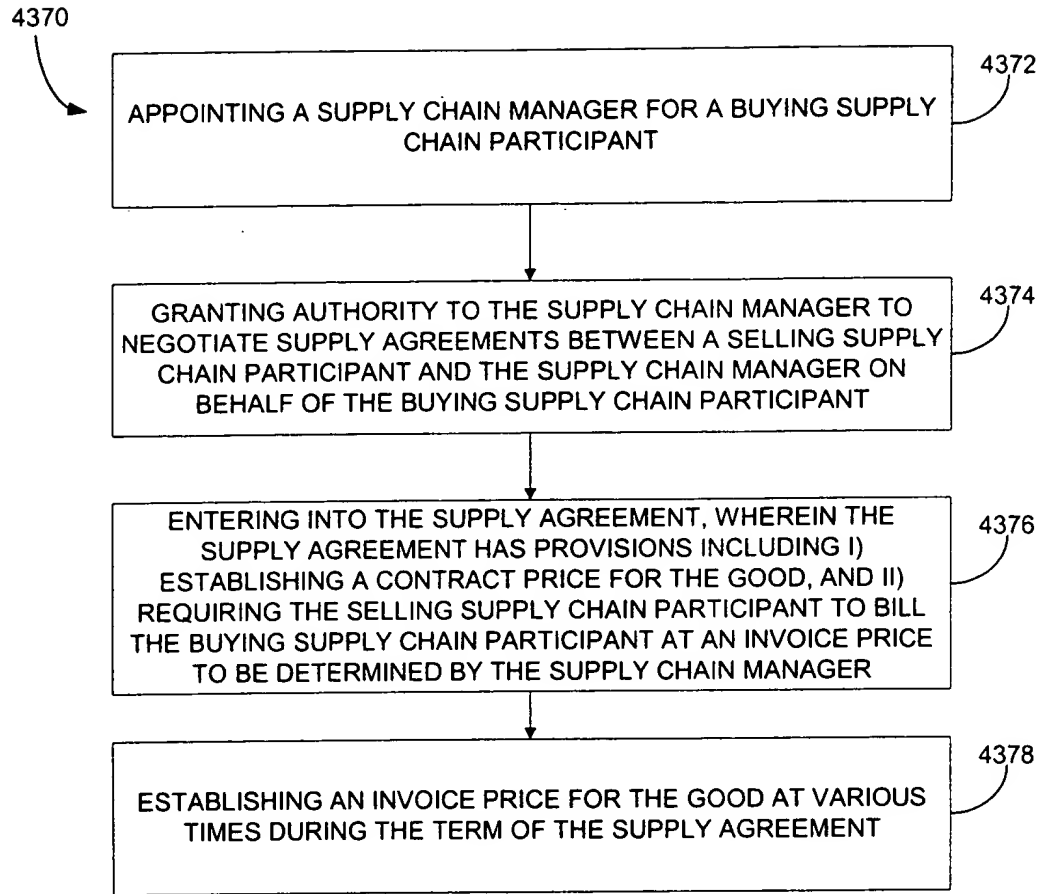 4370
4372
APPOINTING A SUPPLY CHAIN MANAGER FOR A BUYING SUPPLY
CHAIN PARTICIPANT
4374
GRANTING AUTHORITY TO THE SUPPLY CHAIN MANAGER TO
NEGOTIATE SUPPLY AGREEMENTS BETWEEN A SELLING SUPPLY
CHAIN PARTICIPANT AND THE SUPPLY CHAIN MANAGER ON
BEHALF OF THE BUYING SUPPLY CHAIN PARTICIPANT
4376
ENTERING INTO THE SUPPLY AGREEMENT, WHEREIN THE
SUPPLY AGREEMENT HAS PROVISIONS INCLUDING I)
ESTABLISHING A CONTRACT PRICE FOR THE GOOD, AND II)
REQUIRING THE SELLING SUPPLY CHAIN PARTICIPANT TO BILL
THE BUYING SUPPLY CHAIN PARTICIPANT AT AN INVOICE PRICE
TO BE DETERMINED BY THE SUPPLY CHAIN MANAGER
4378
ESTABLISHING AN INVOICE PRICE FOR THE GOOD AT VARIOUS
TIMES DURING THE TERM OF THE SUPPLY AGREEMENT